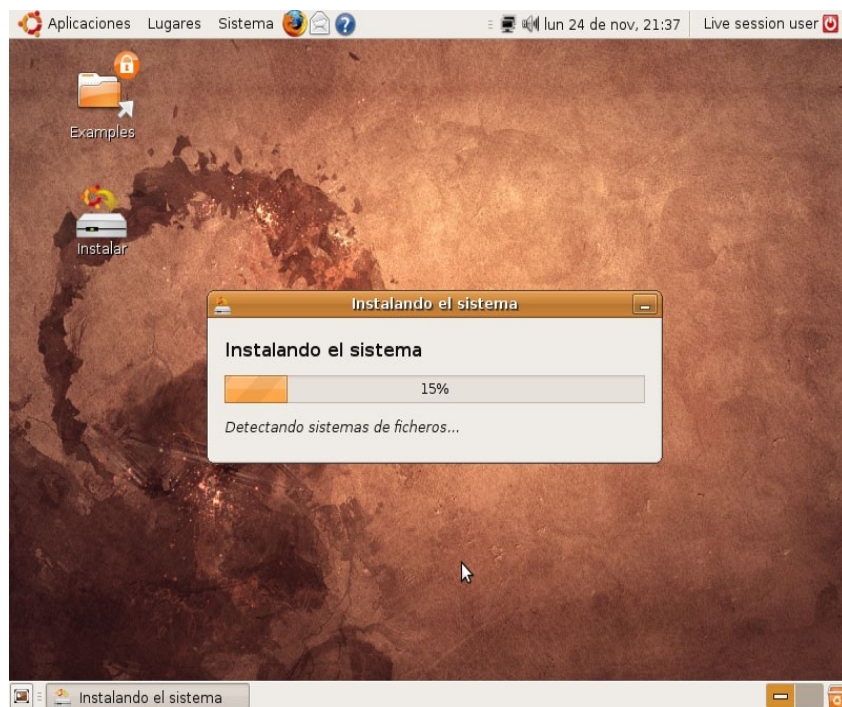 Aplicaciones Lugares Sistema lun 24 de nov, 21:37 Live session user
Examples
Instalar
Instalando el sistema
Instalando el sistema
15%
Detectando sistemas de ficheros...
Instalando el sistema